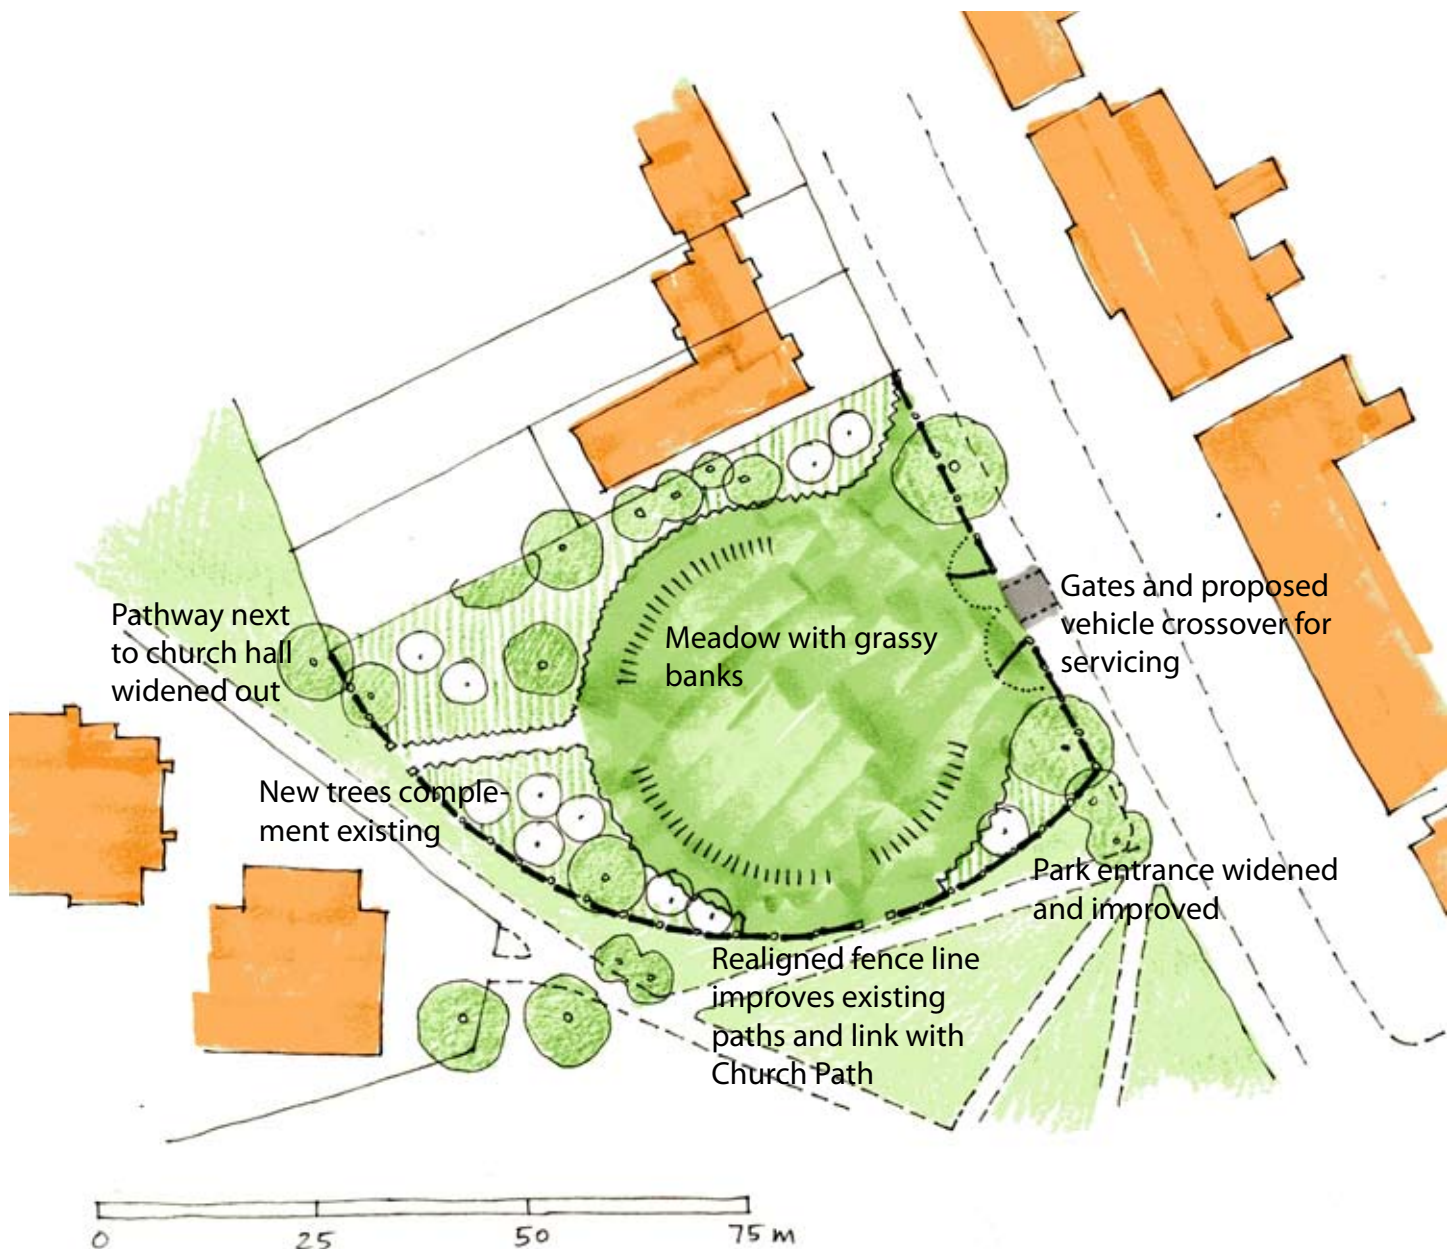 Pathway next
to church hall
widened out
Meadow with grassy
banks
Gates and proposed
vehicle crossover for
servicing
New trees comple-
ment existing
Park entrance widened
and improved
Realigned fence line
improves existing
paths and link with
Church Path
0 25 50 75 m